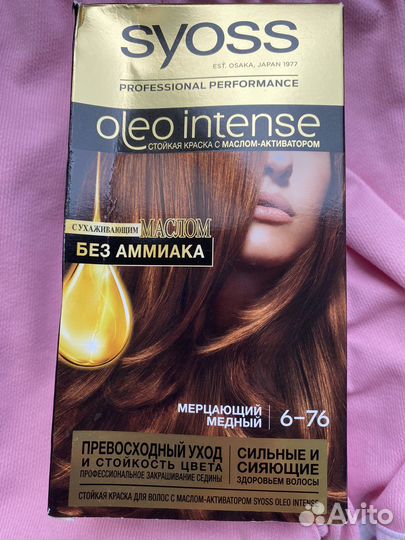 syoss
EST. OSAKA, JAPAN 1977
PROFESSIONAL PERFORMANCE
oleo intense
СТОЙКАЯ КРАСКА С МАСЛОМ-АКТИВАТОРОМ
С УХАЖИВАЮЩИМ МАСЛОМ
БЕЗ АММИАКА
МЕРЦАЮЩИЙ
МЕДНЫЙ 6-76
ПРЕВОСХОДНЫЙ УХОД
И СТОЙКОСТЬ ЦВЕТА
ПРОФЕССИОНАЛЬНОЕ ЗАКРАШИВАНИЕ СЕДИНЫ
СИЛЬНЫЕ И
СИЯЮЩИЕ
ЗДОРОВЬЕМ ВОЛОСЫ
СТОЙКАЯ КРАСКА ДЛЯ ВОЛОС С МАСЛОМ-АКТИВАТОРОМ SYOSS OLEO INTENSE
Avito